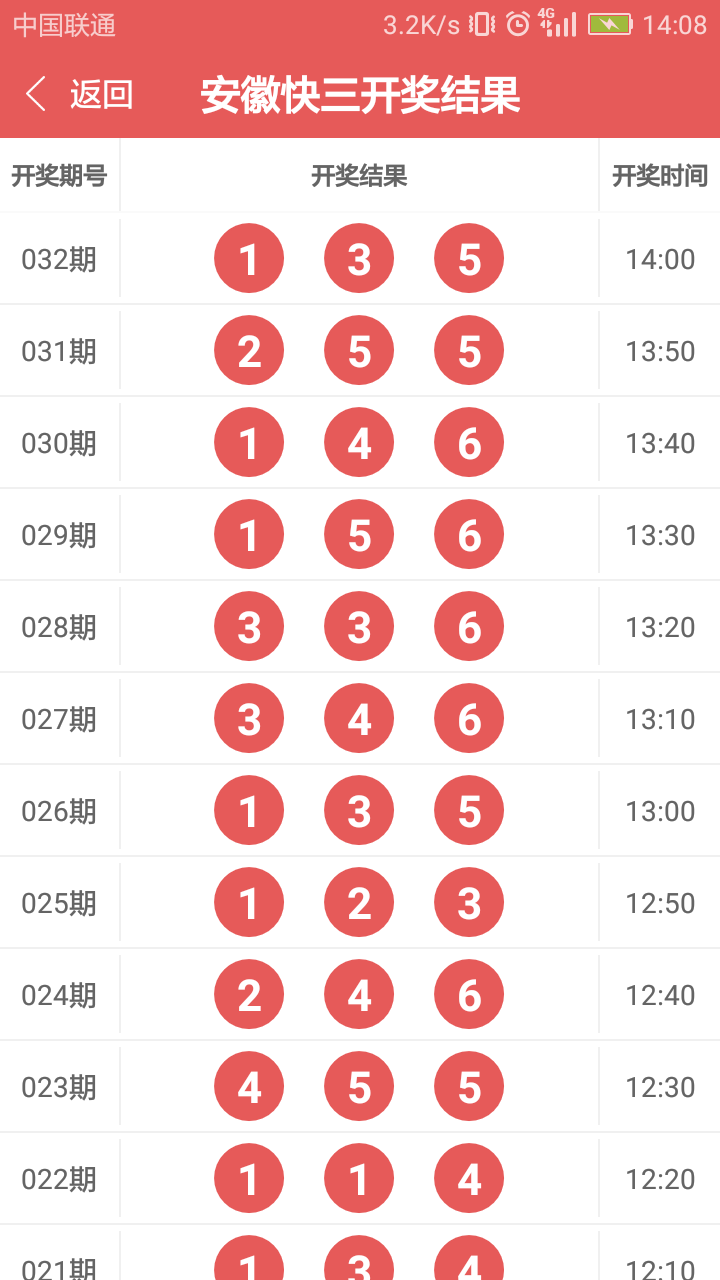 中国联通 3.2K/s 4G 14:08
返回 安徽快三开奖结果
开奖期号 开奖结果 开奖时间
032期 1 3 5 14:00
031期 2 5 5 13:50
030期 1 4 6 13:40
029期 1 5 6 13:30
028期 3 3 6 13:20
027期 3 4 6 13:10
026期 1 3 5 13:00
025期 1 2 3 12:50
024期 2 4 6 12:40
023期 4 5 5 12:30
022期 1 1 4 12:20
021期 1 3 4 12:10